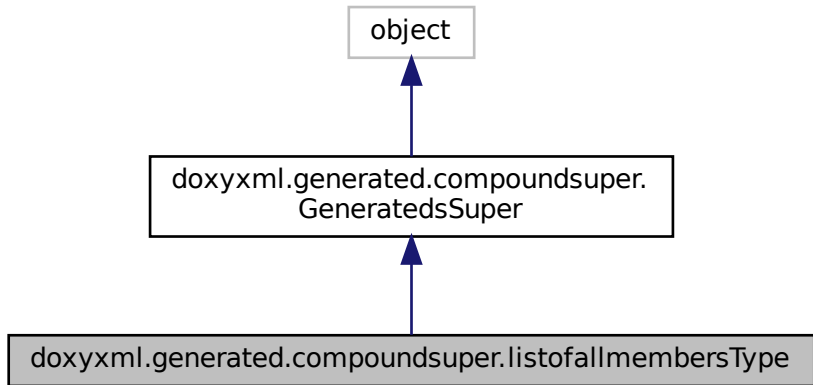 object
doxyxml.generated.compoundsuper.
GeneratedsSuper
doxyxml.generated.compoundsuper.listofallmembersType